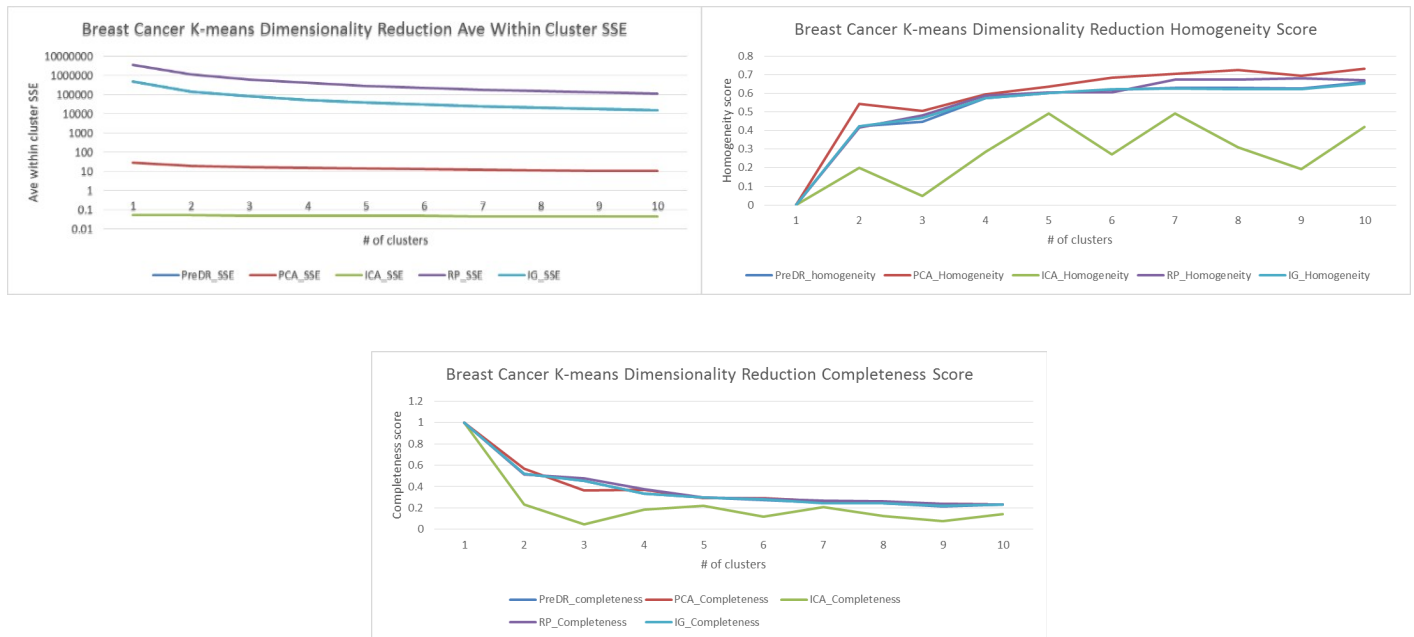 Breast Cancer K-means Dimensionality Reduction Ave Within Cluster SSE
Ave within cluster SSE
10000000
1000000
100000
10000
1000
100
10
1
0.1
0.01
1 2 3 4 5 6 7 8 9 10
# of clusters
PreDR_SSE PCA_SSE ICA_SSE RP_SSE IG_SSE
Breast Cancer K-means Dimensionality Reduction Homogeneity Score
Homogeneity score
0.8
0.7
0.6
0.5
0.4
0.3
0.2
0.1
0
1 2 3 4 5 6 7 8 9 10
# of clusters
PreDR_homogeneity PCA_Homogeneity ICA_Homogeneity RP_Homogeneity IG_Homogeneity
Breast Cancer K-means Dimensionality Reduction Completeness Score
Completeness score
1.2
1
0.8
0.6
0.4
0.2
0
1 2 3 4 5 6 7 8 9 10
# of clusters
PreDR_completeness PCA_Completeness ICA_Completeness
RP_Completeness IG_Completeness